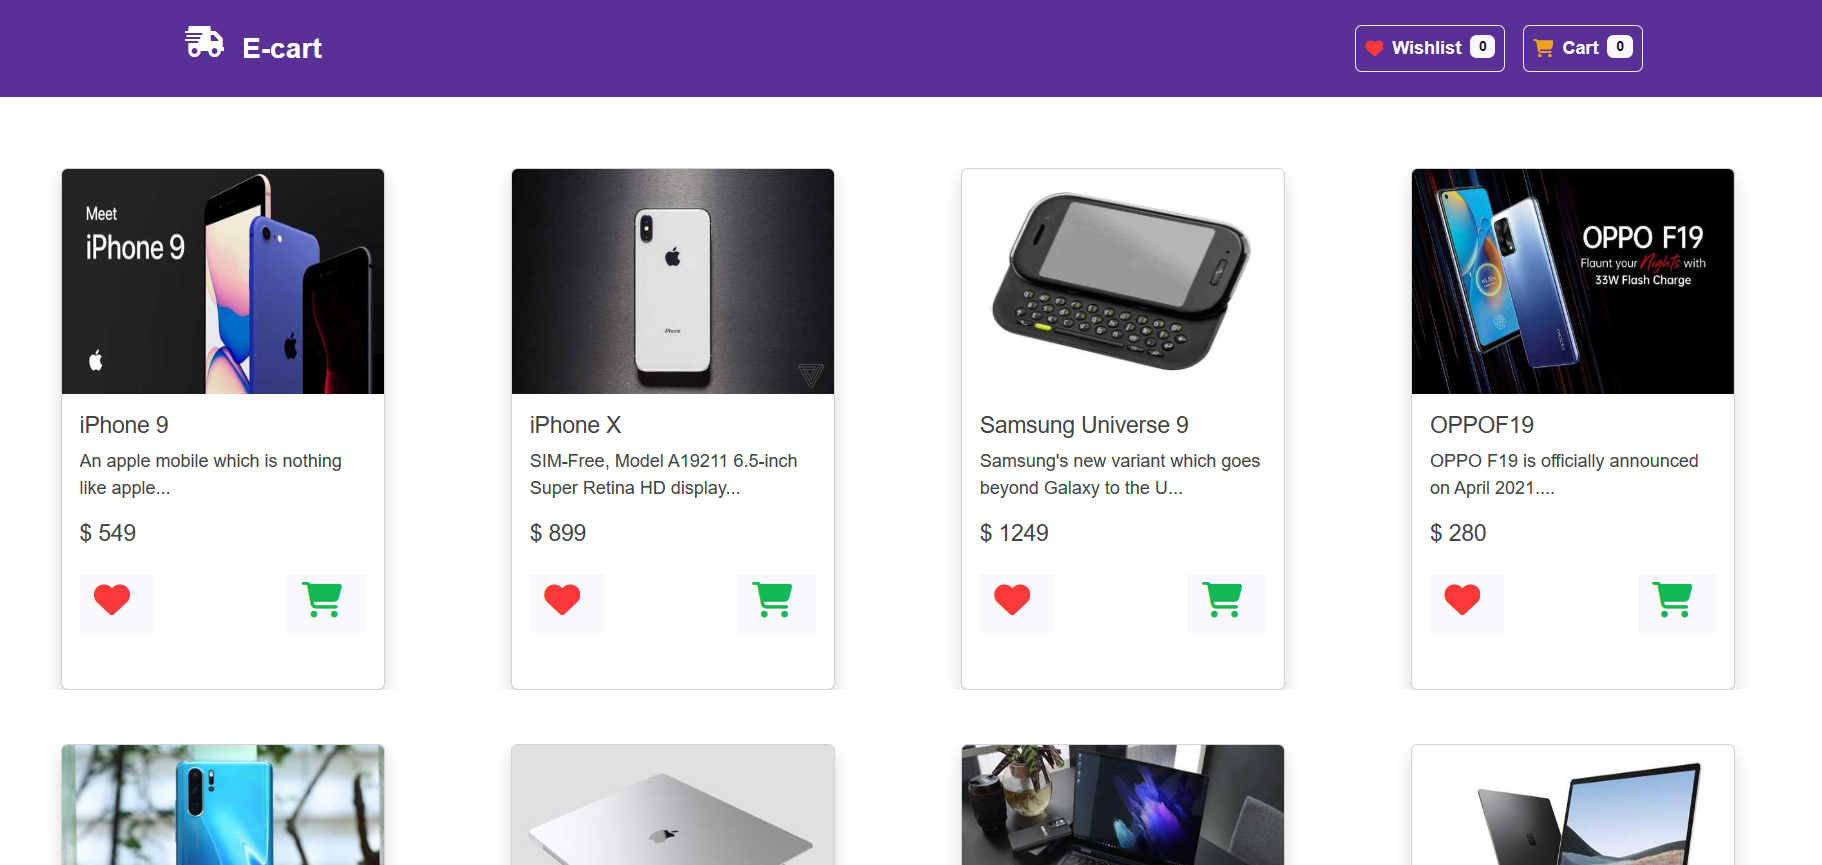 E-cart
Wishlist 0
Cart 0
Meet
iPhone 9
iPhone
OPPO F19
Flaunt your Nights with
33W Flash Charge
iPhone 9
An apple mobile which is nothing
like apple...
$ 549
iPhone X
SIM-Free, Model A19211 6.5-inch
Super Retina HD display...
$ 899
Samsung Universe 9
Samsung's new variant which goes
beyond Galaxy to the U...
$ 1249
OPPOF19
OPPO F19 is officially announced
on April 2021....
$ 280